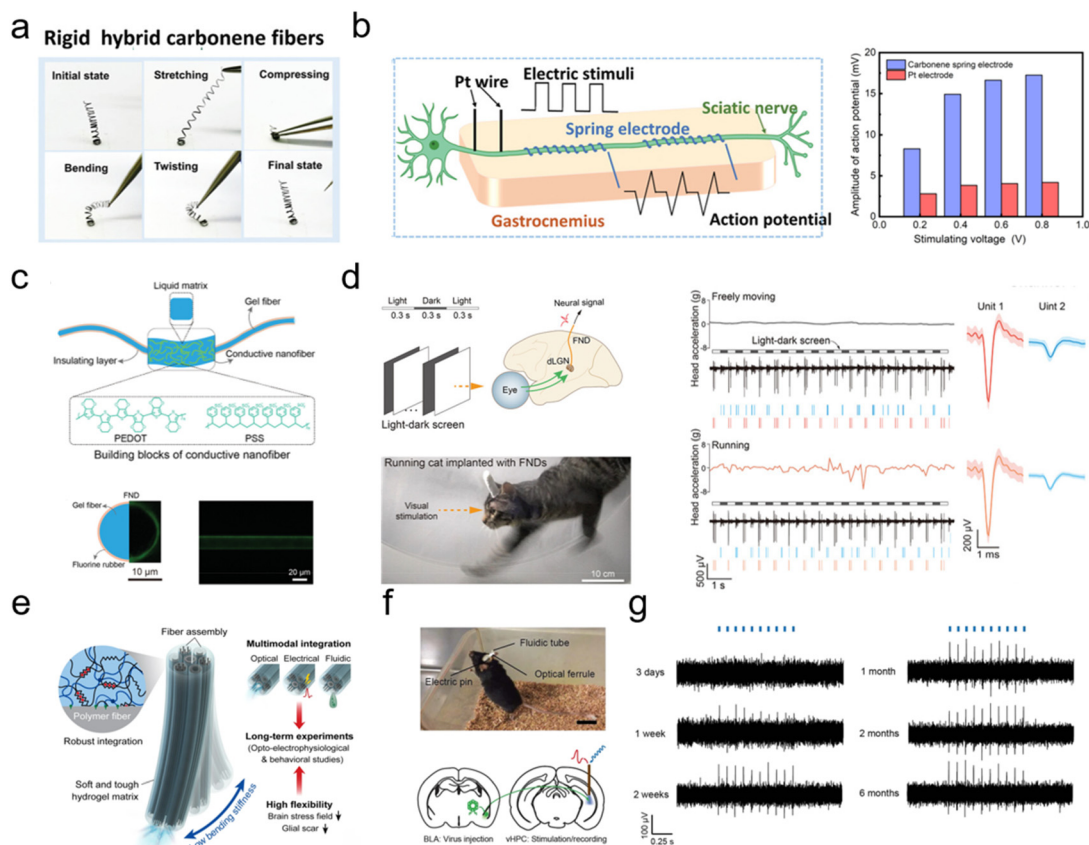 a
Rigid hybrid carbonene fibers
Initial state
Stretching
Compressing
Bending
Twisting
Final state
b
Electric stimuli
Pt wire
Sciatic nerve
Spring electrode
Gastrocnemius
Action potential
Amplitude of action potential (mV)
20
15
10
5
0
Carbonene spring electrode
Pt electrode
0.0
0.2
0.4
0.6
0.8
1.0
Stimulating voltage (V)
c
Liquid matrix
Gel fiber
Insulating layer
Conductive nanofiber
PEDOT
PSS
Building blocks of conductive nanofiber
FND
Gel fiber
Fluorine rubber
10 μm
20 μm
d
Light
Dark
Light
0.3 s
0.3 s
0.3 s
Neural signal
FND
dLGN
Eye
...
Light-dark screen
Running cat implanted with FNDs
Visual
stimulation
10 cm
Freely moving
Head acceleration (g)
8
0
-8
Light-dark screen
Unit 1
Uint 2
Running
Head acceleration (g)
8
0
-8
500 μV
1 s
200 μV
1 ms
e
Fiber assembly
Polymer fiber
Robust integration
Soft and tough
hydrogel matrix
bending stiffness
Multimodal integration
Optical
Electrical
Fluidic
Long-term experiments
(Opto-electrophysiological
& behavioral studies)
High flexibility
Brain stress field
Glial scar
f
Fluidic tube
Electric pin
Optical ferrule
BLA: Virus injection
vHPC: Stimulation/recording
g
3 days
1 week
2 weeks
1 month
2 months
6 months
100 μV
0.25 s